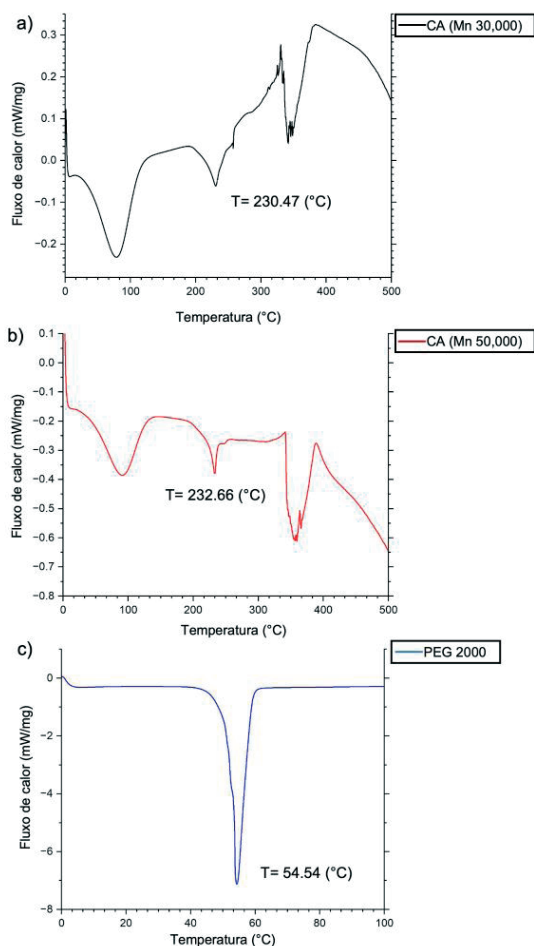 a)
CA (Mn 30,000)
0.3
0.2
0.1
0.0
−0.1
−0.2
Fluxo de calor (mW/mg)
T= 230.47 (°C)
0 100 200 300 400 500
Temperatura (°C)
b)
CA (Mn 50,000)
0.1
0.0
−0.1
−0.2
−0.3
−0.4
−0.5
−0.6
−0.7
−0.8
Fluxo de calor (mW/mg)
T= 232.66 (°C)
0 100 200 300 400 500
Temperatura (°C)
c)
PEG 2000
0
−2
−4
−6
−8
Fluxo de calor (mW/mg)
T= 54.54 (°C)
0 20 40 60 80 100
Temperatura (°C)